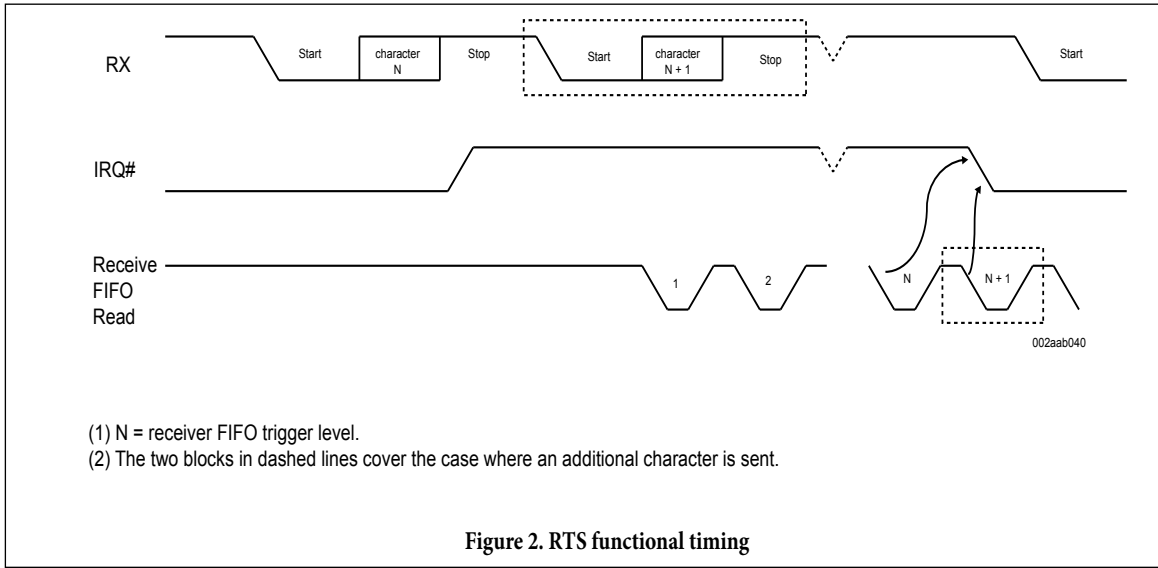 RX
Start
character
N
Stop
Start
character
N + 1
Stop
Start
IRQ#
Receive
FIFO
Read
1
2
N
N + 1
002aab040
(1) N = receiver FIFO trigger level.
(2) The two blocks in dashed lines cover the case where an additional character is sent.
Figure 2. RTS functional timing